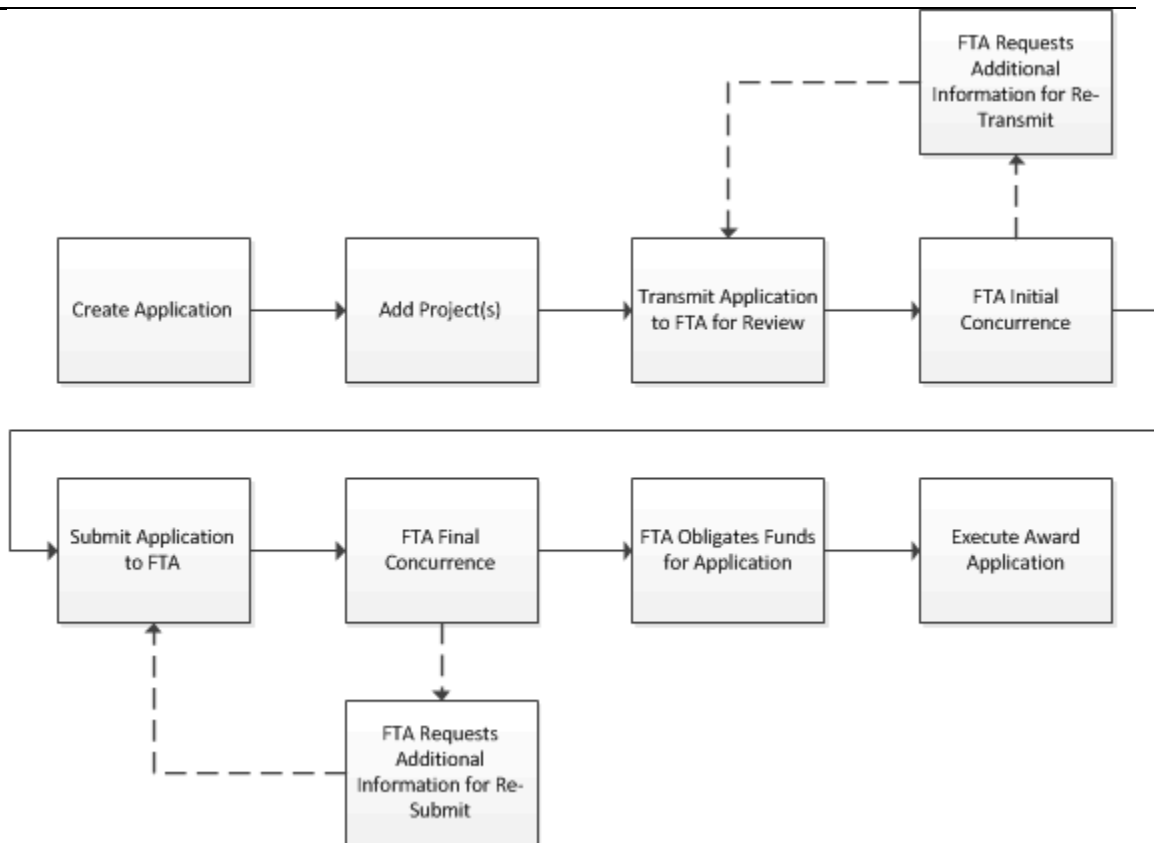 FTA Requests
Additional
Information for Re-
Transmit
Create Application
Add Project(s)
Transmit Application
to FTA for Review
FTA Initial
Concurrence
Submit Application
to FTA
FTA Final
Concurrence
FTA Obligates Funds
for Application
Execute Award
Application
FTA Requests
Additional
Information for Re-
Submit